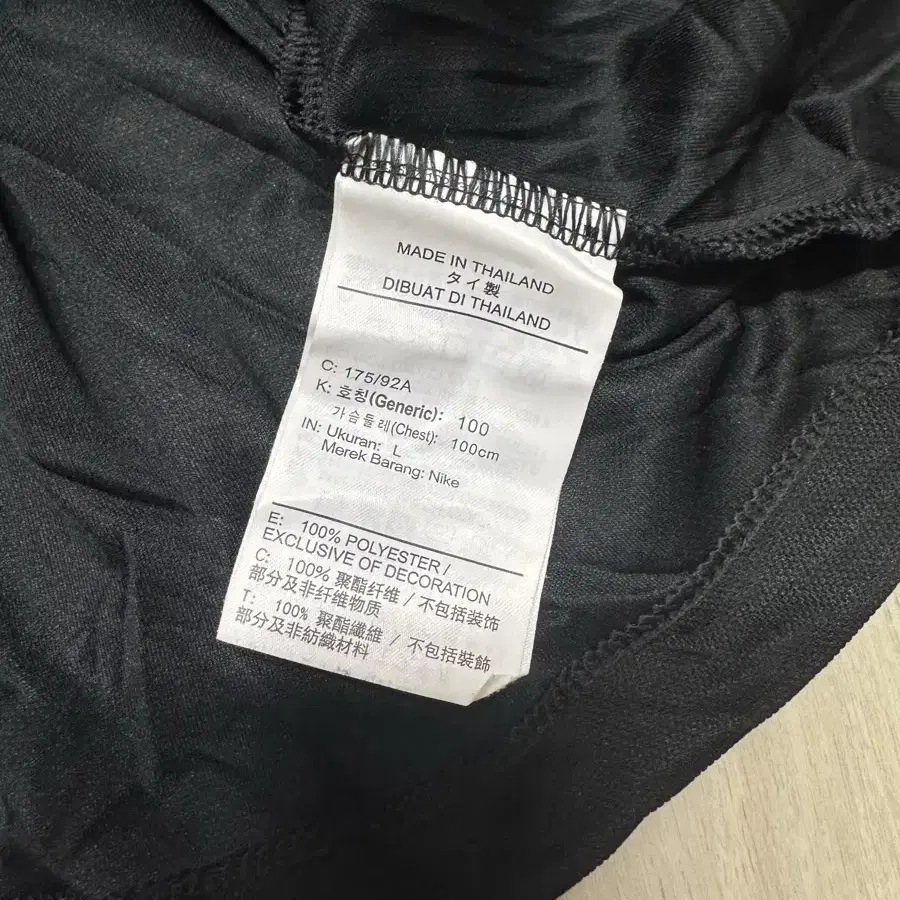 MADE IN THAILAND
タイ製
DIBUAT DI THAILAND
C: 175/92A
K: 호칭(Generic): 100
가슴둘레(Chest): 100cm
IN: Ukuran: L
Merek Barang: Nike
E: 100% POLYESTER /
EXCLUSIVE OF DECORATION
C: 100% 聚酯纤维 / 不包括装饰
部分及非纤维物质
T: 100% 聚酯纖維 / 不包括裝飾
部分及非紡織材料